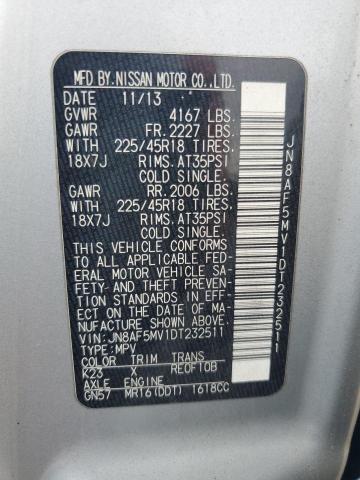 MFD.BY NISSAN MOTOR CO.,LTD.
DATE 11/13
GVWR 4167 LBS.
GAWR FR. 2227 LBS.
WITH 225/45R18 TIRES.
18X7J RIMS. AT35PSI
COLD SINGLE.
GAWR RR. 2006 LBS.
WITH 225/45R18 TIRES.
18X7J RIMS. AT35PSI
COLD SINGLE.
THIS VEHICLE CONFORMS
TO ALL APPLICABLE FED-
ERAL MOTOR VEHICLE SA-
FETY AND THEFT PREVENTION
STANDARDS IN EFF-
ECT ON THE DATE OF MAN-
UFACTURE SHOWN ABOVE.
VIN: JN8AF5MV1DT232511
TYPE: MPV
COLOR TRIM TRANS
K23 X RE0F10B
AXLE ENGINE
GN57 MR16(DDT) 1618CC
JN8AF5MV1DT232511